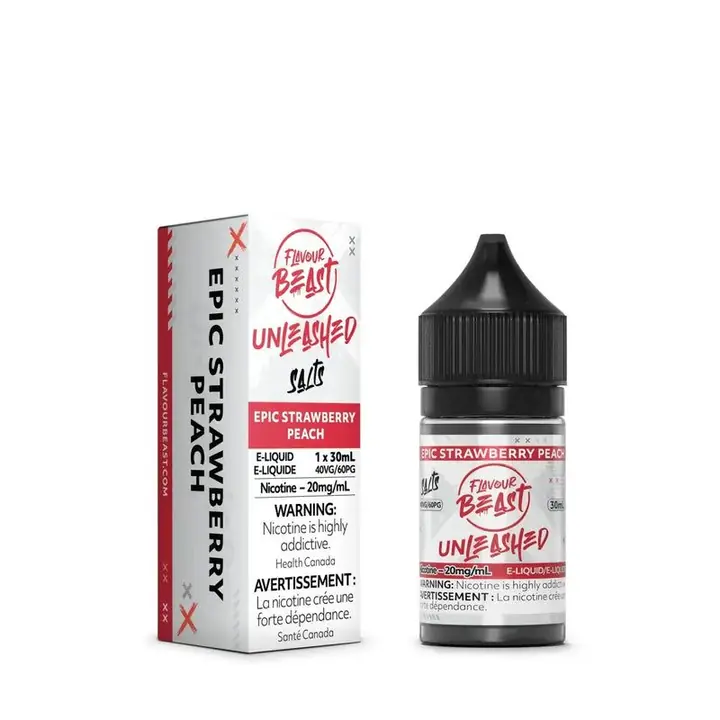 EPIC STRAWBERRY
PEACH
FLAVOURBEAST.COM
FLAVOUR
BEAST
UNLEASHED
SALTS
EPIC STRAWBERRY
PEACH
E-LIQUID 1 x 30mL
E-LIQUIDE 40VG/60PG
Nicotine – 20mg/mL
WARNING:
Nicotine is highly
addictive.
Health Canada
AVERTISSEMENT :
La nicotine crée une
forte dépendance.
Santé Canada
EPIC STRAWBERRY PEACH
SALTS
40VG/60PG
30mL
FLAVOUR
BEAST
UNLEASHED
Nicotine – 20mg/mL E-LIQUID/E-LIQUIDE
WARNING: Nicotine is highly addictive
AVERTISSEMENT : La nicotine crée une
forte dépendance.